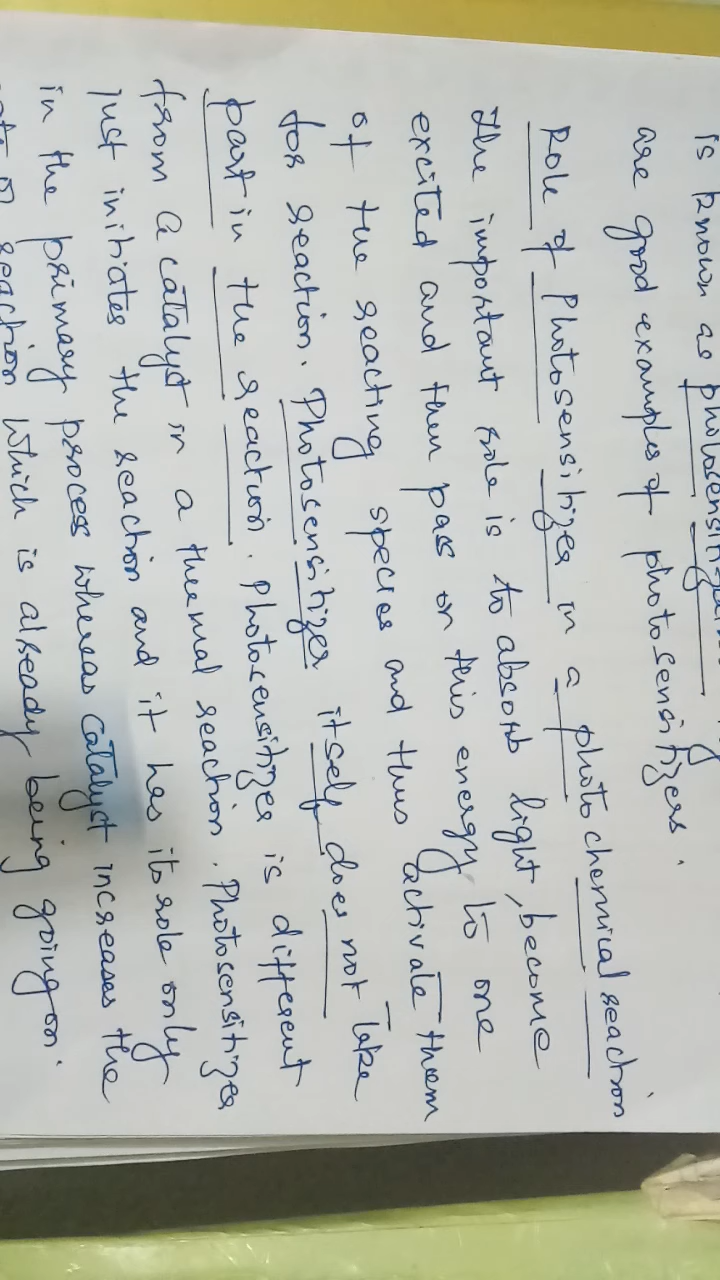 is known as photosensitization
are good examples of photosensitizers.
Role of Photosensitizer in a photochemical reaction
The important role is to absorb light, become
excited and then pass on this energy to one
of the reacting species and thus activate them
for reaction. Photosensitizer itself does not take
part in the reaction. Photosensitizer is different
from a catalyst in a thermal reaction. Photosensitizer
just initiates the reaction and it has its role only
in the primary process whereas catalyst increases the
rate of reaction which is already being going on.